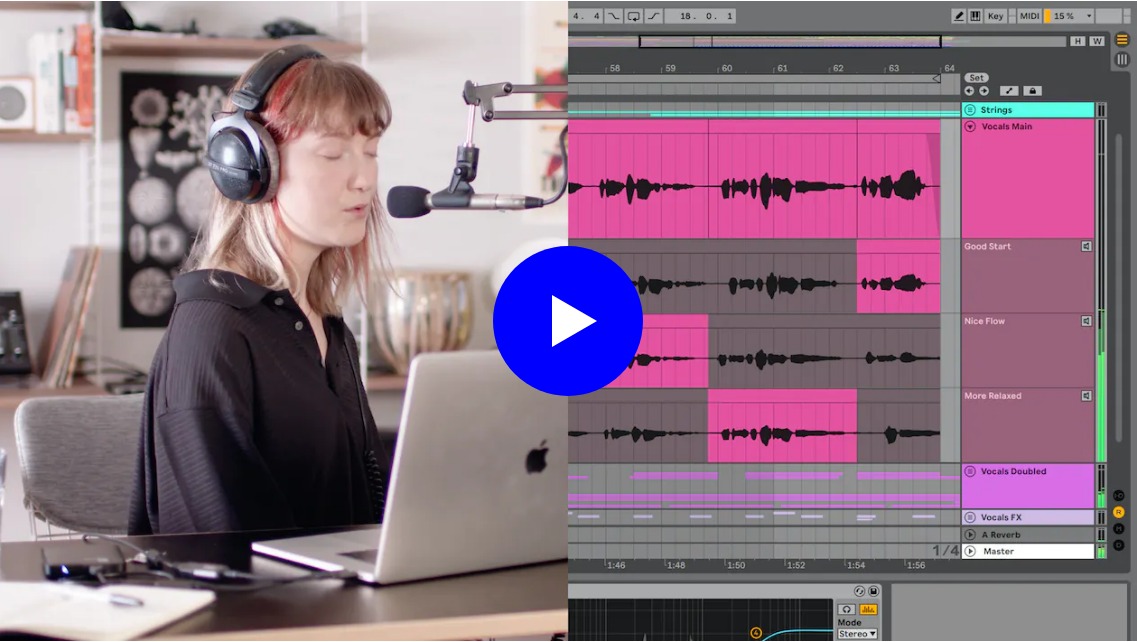 4. 4
18. 0. 1
Key
MIDI
15 %
H W
58 59 60 61 62 63 64
Set
Strings
Vocals Main
Good Start
Nice Flow
More Relaxed
Vocals Doubled
Vocals FX
A Reverb
1/4
Master
1:46 1:48 1:50 1:52 1:54 1:56
Mode
Stereo
4
R